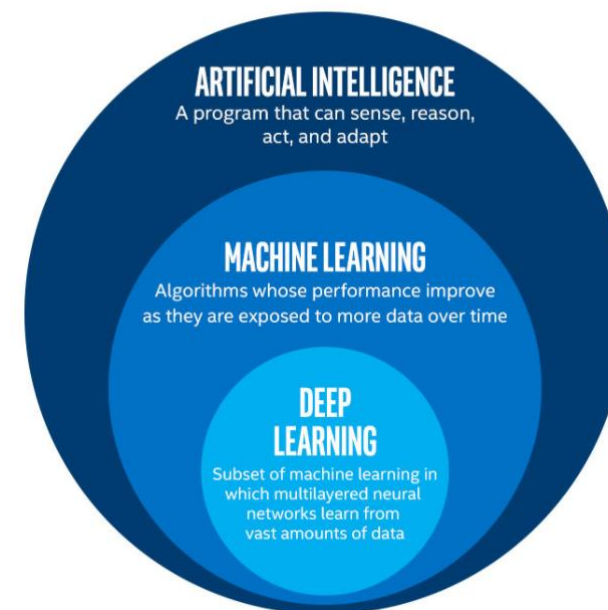 ARTIFICIAL INTELLIGENCE
A program that can sense, reason,
act, and adapt
MACHINE LEARNING
Algorithms whose performance improve
as they are exposed to more data over time
DEEP
LEARNING
Subset of machine learning in
which multilayered neural
networks learn from
vast amounts of data